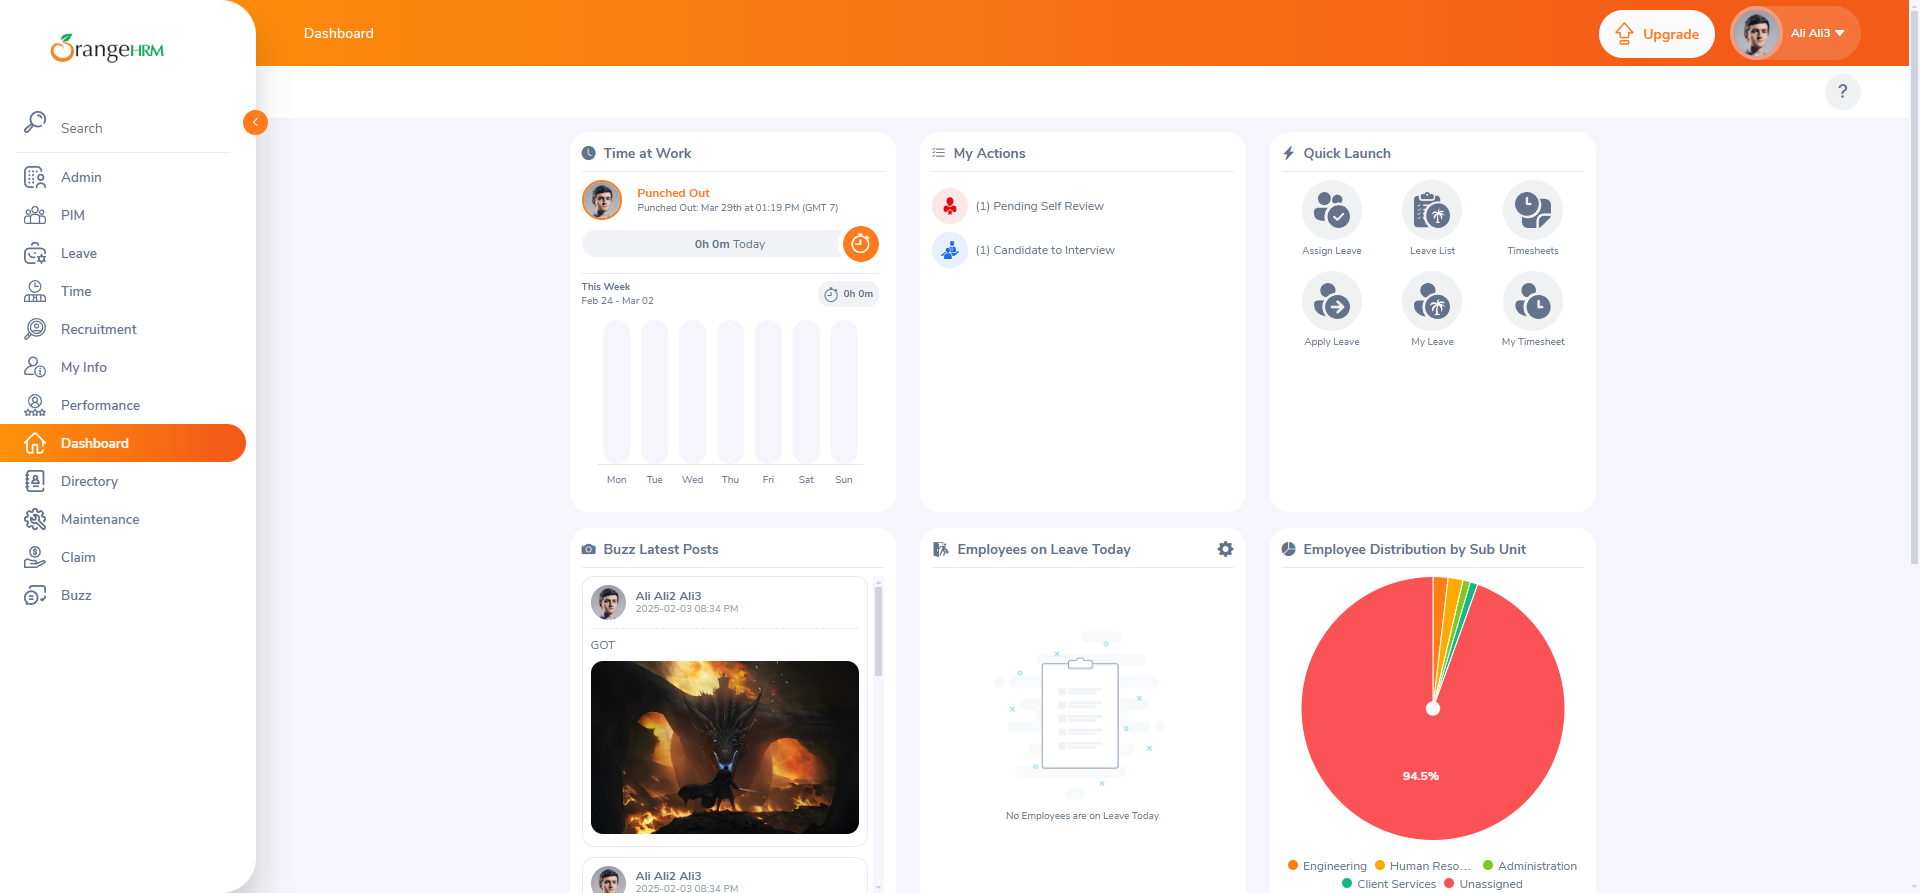 OrangeHRM
Dashboard
Upgrade
Ali Ali3
?
Search
Admin
PIM
Leave
Time
Recruitment
My Info
Performance
Dashboard
Directory
Maintenance
Claim
Buzz
Time at Work
Punched Out
Punched Out: Mar 29th at 01:19 PM (GMT 7)
0h 0m Today
This Week
Feb 24 - Mar 02
0h 0m
Mon Tue Wed Thu Fri Sat Sun
My Actions
(1) Pending Self Review
(1) Candidate to Interview
Quick Launch
Assign Leave
Leave List
Timesheets
Apply Leave
My Leave
My Timesheet
Buzz Latest Posts
Ali Ali2 Ali3
2025-02-03 08:34 PM
GOT
Ali Ali2 Ali3
2025-02-03 08:34 PM
Employees on Leave Today
No Employees are on Leave Today
Employee Distribution by Sub Unit
94.5%
Engineering Human Reso... Administration
Client Services Unassigned